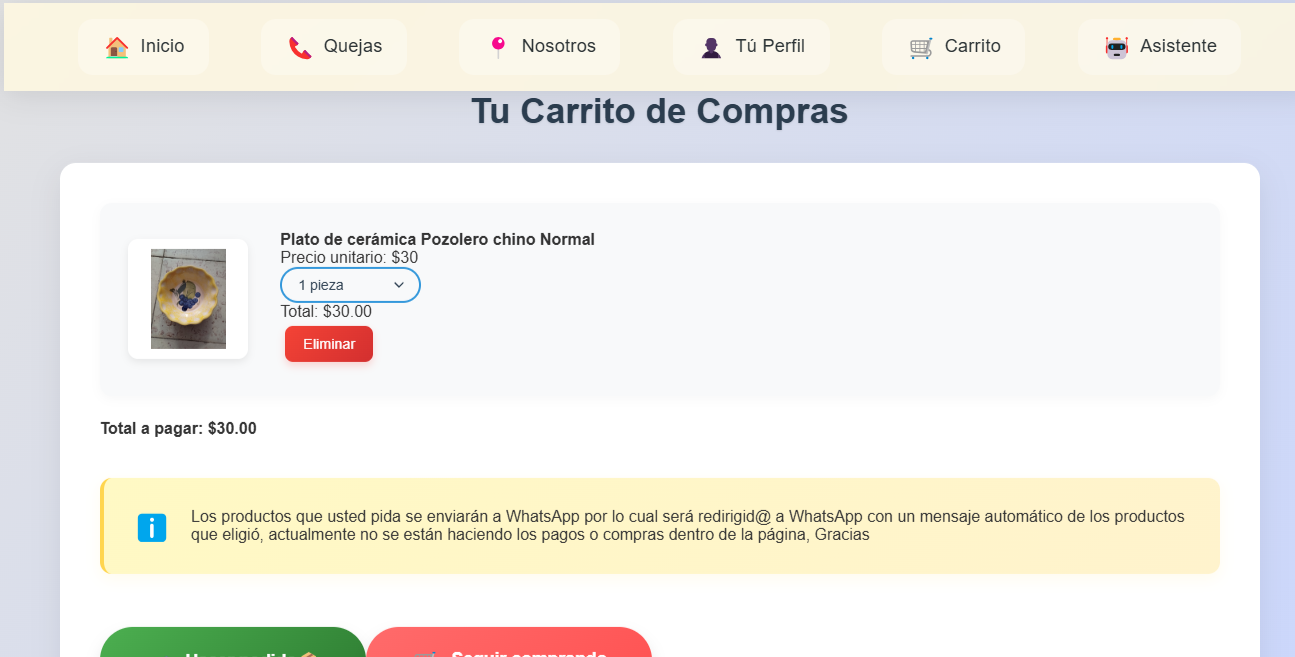 Inicio Quejas Nosotros Tú Perfil Carrito Asistente
Tu Carrito de Compras
Plato de cerámica Pozolero chino Normal
Precio unitario: $30
1 pieza
Total: $30.00
Eliminar
Total a pagar: $30.00
Los productos que usted pida se enviarán a WhatsApp por lo cual será redirigid@ a WhatsApp con un mensaje automático de los productos
que eligió, actualmente no se están haciendo los pagos o compras dentro de la página, Gracias
Seguir comprando